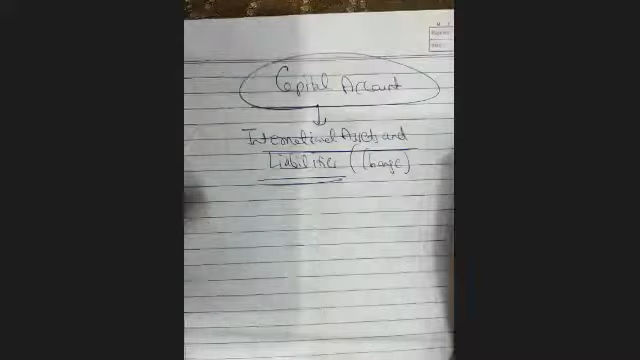 Capital Account
International Assets and
Liabilities (Change)